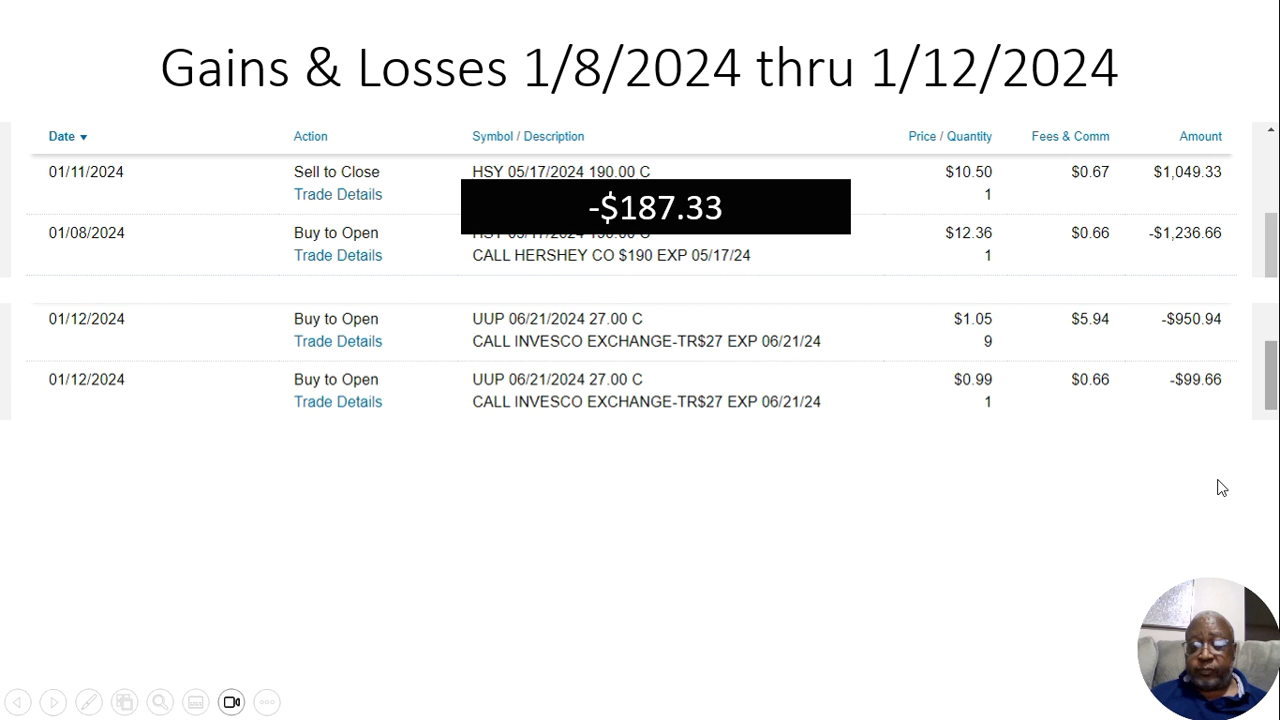 Gains & Losses 1/8/2024 thru 1/12/2024
Date Action Symbol / Description Price / Quantity Fees & Comm Amount
01/11/2024 Sell to Close HSY 05/17/2024 190.00 C $10.50 $0.67 $1,049.33
Trade Details 1
-$187.33
01/08/2024 Buy to Open HSY 05/17/2024 190.00 C $12.36 $0.66 -$1,236.66
Trade Details CALL HERSHEY CO $190 EXP 05/17/24 1
01/12/2024 Buy to Open UUP 06/21/2024 27.00 C $1.05 $5.94 -$950.94
Trade Details CALL INVESCO EXCHANGE-TR$27 EXP 06/21/24 9
01/12/2024 Buy to Open UUP 06/21/2024 27.00 C $0.99 $0.66 -$99.66
Trade Details CALL INVESCO EXCHANGE-TR$27 EXP 06/21/24 1